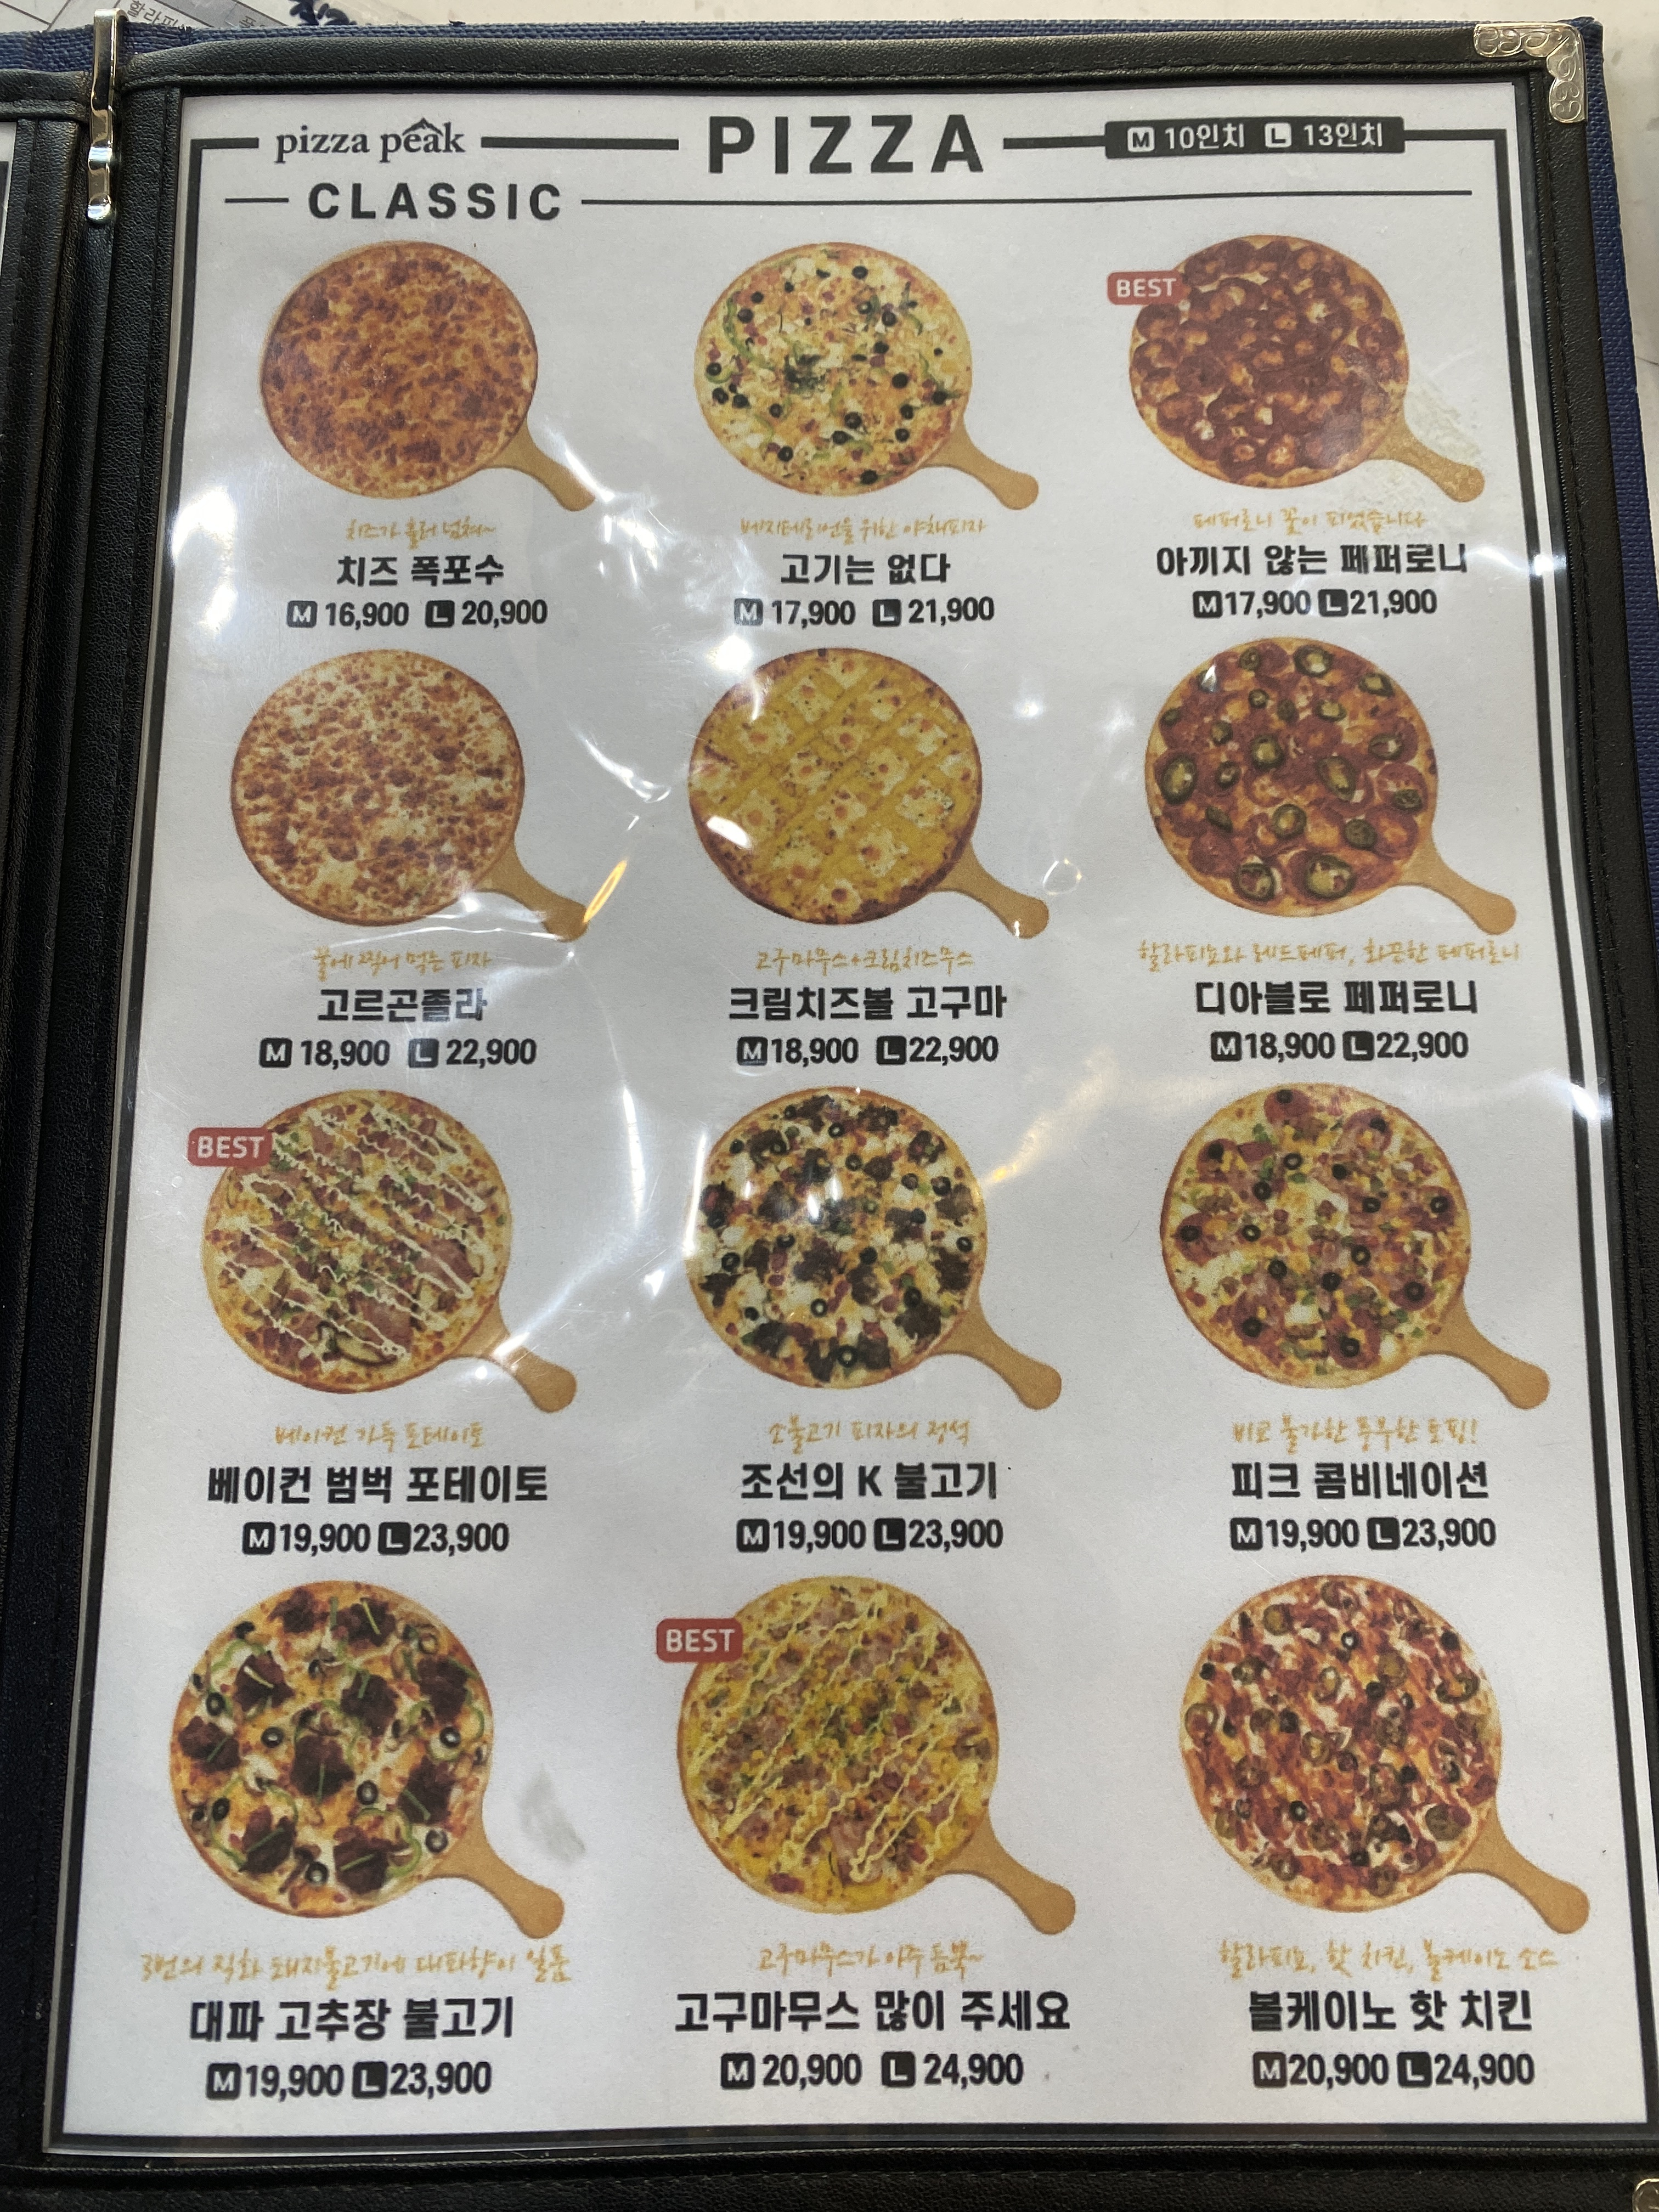 할라피
pizza peak
PIZZA
M 10인치 L 13인치
CLASSIC
BEST
치즈가 흘러 넘쳐~
베지테리언을 위한 야채피자
페퍼로니 꽃이 피었습니다
치즈 폭포수
고기는 없다
아끼지 않는 페퍼로니
M 16,900 L 20,900
M 17,900 L 21,900
M 17,900 L 21,900
꿀에 찍어 먹는 피자
고구마무스+크림치즈무스
할라피뇨와 레드페퍼, 화끈한 페퍼로니
고르곤졸라
크림치즈볼 고구마
디아블로 페퍼로니
M 18,900 L 22,900
M 18,900 L 22,900
M 18,900 L 22,900
BEST
베이컨 가득 포테이토
소불고기 피자의 정석
비교 불가한 풍부한 토핑!
베이컨 범벅 포테이토
조선의 K 불고기
피크 콤비네이션
M 19,900 L 23,900
M 19,900 L 23,900
M 19,900 L 23,900
BEST
3번의 직화 돼지불고기에 대파향이 일품
고구마무스가 아주 듬뿍~
할라피뇨, 핫 치킨, 볼케이노 소스
대파 고추장 불고기
고구마무스 많이 주세요
볼케이노 핫 치킨
M 19,900 L 23,900
M 20,900 L 24,900
M 20,900 L 24,900